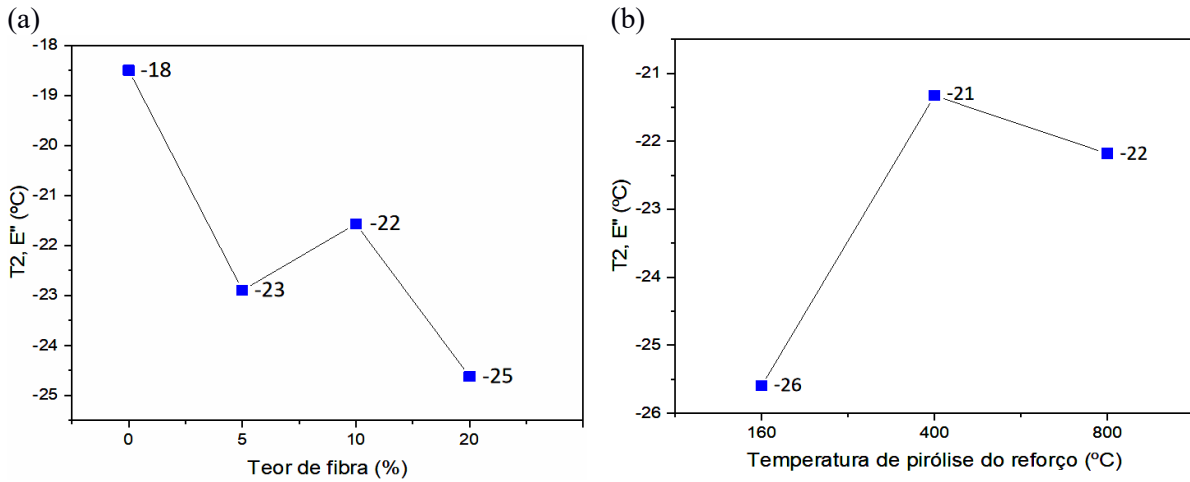 (a)
T2, E" (ºC)
-18
-19
-20
-21
-22
-23
-24
-25
-18
-23
-22
-25
0 5 10 20
Teor de fibra (%)
(b)
T2, E" (ºC)
-21
-22
-23
-24
-25
-26
-26
-21
-22
160 400 800
Temperatura de pirólise do reforço (ºC)